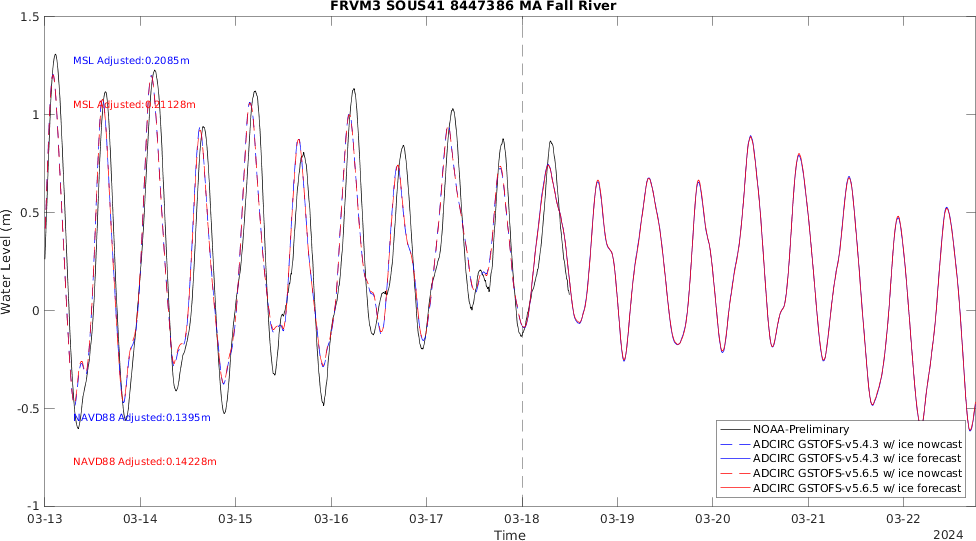 FRVM3 SOUS41 8447386 MA Fall River
1.5
1
0.5
0
-0.5
-1
Water Level (m)
MSL Adjusted:0.2085m
MSL Adjusted:0.21128m
NAVD88 Adjusted:0.1395m
NAVD88 Adjusted:0.14228m
NOAA-Preliminary
ADCIRC GSTOFS-v5.4.3 w/ ice nowcast
ADCIRC GSTOFS-v5.4.3 w/ ice forecast
ADCIRC GSTOFS-v5.6.5 w/ ice nowcast
ADCIRC GSTOFS-v5.6.5 w/ ice forecast
03-13 03-14 03-15 03-16 03-17 03-18 03-19 03-20 03-21 03-22
Time
2024